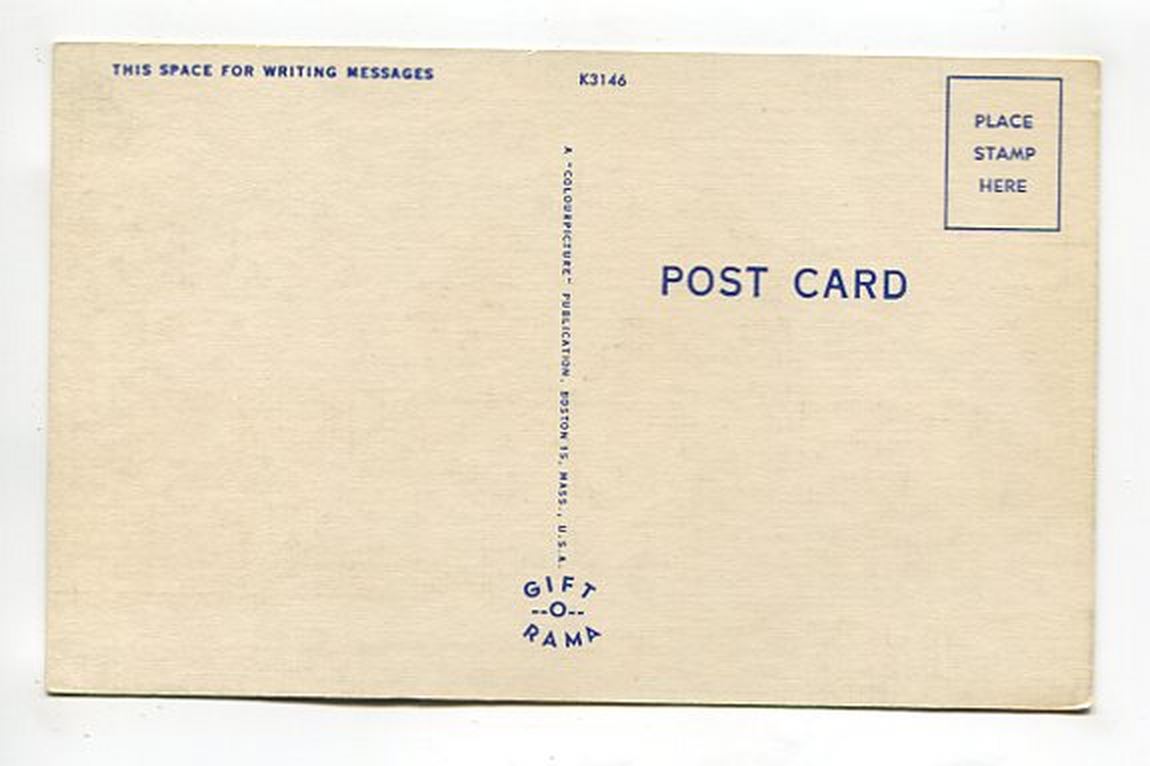 THIS SPACE FOR WRITING MESSAGES
K3146
PLACE
STAMP
HERE
A "COLOURPICTURE" PUBLICATION, BOSTON 15, MASS., U.S.A.
POST CARD
GIFT
--O--
RAMA